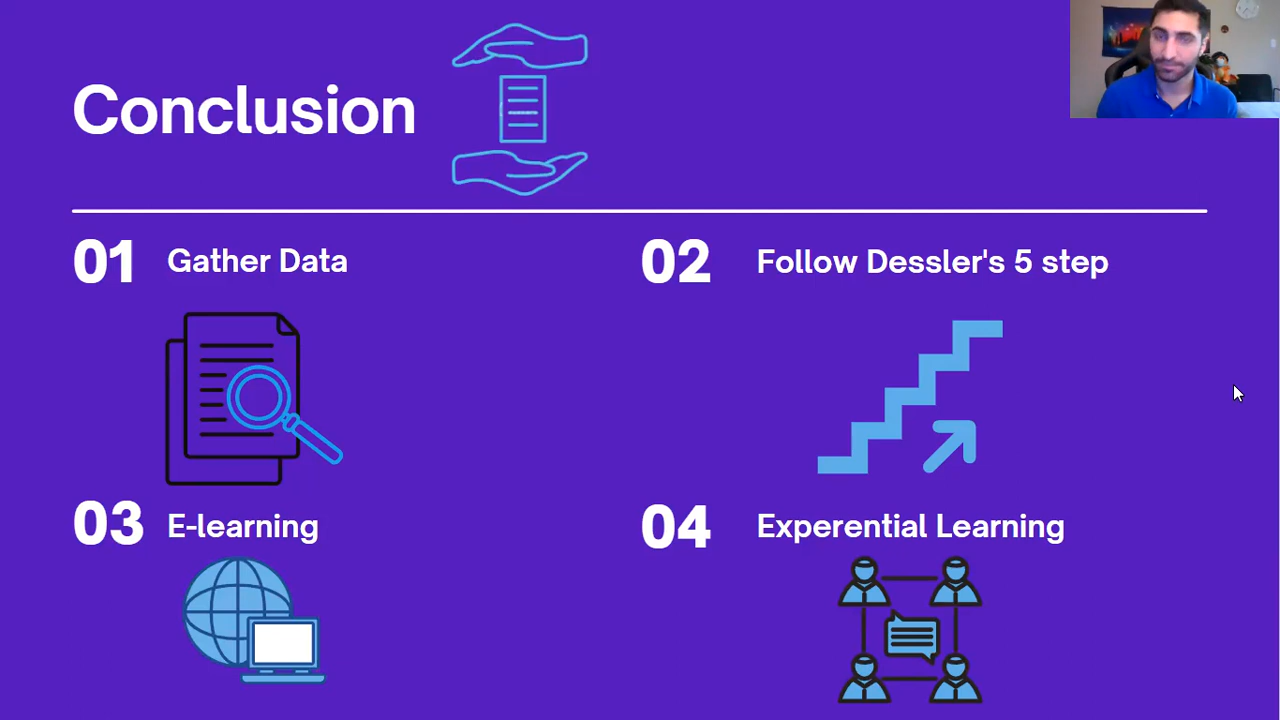 Conclusion
01 Gather Data
02 Follow Dessler's 5 step
03 E-learning
04 Experential Learning